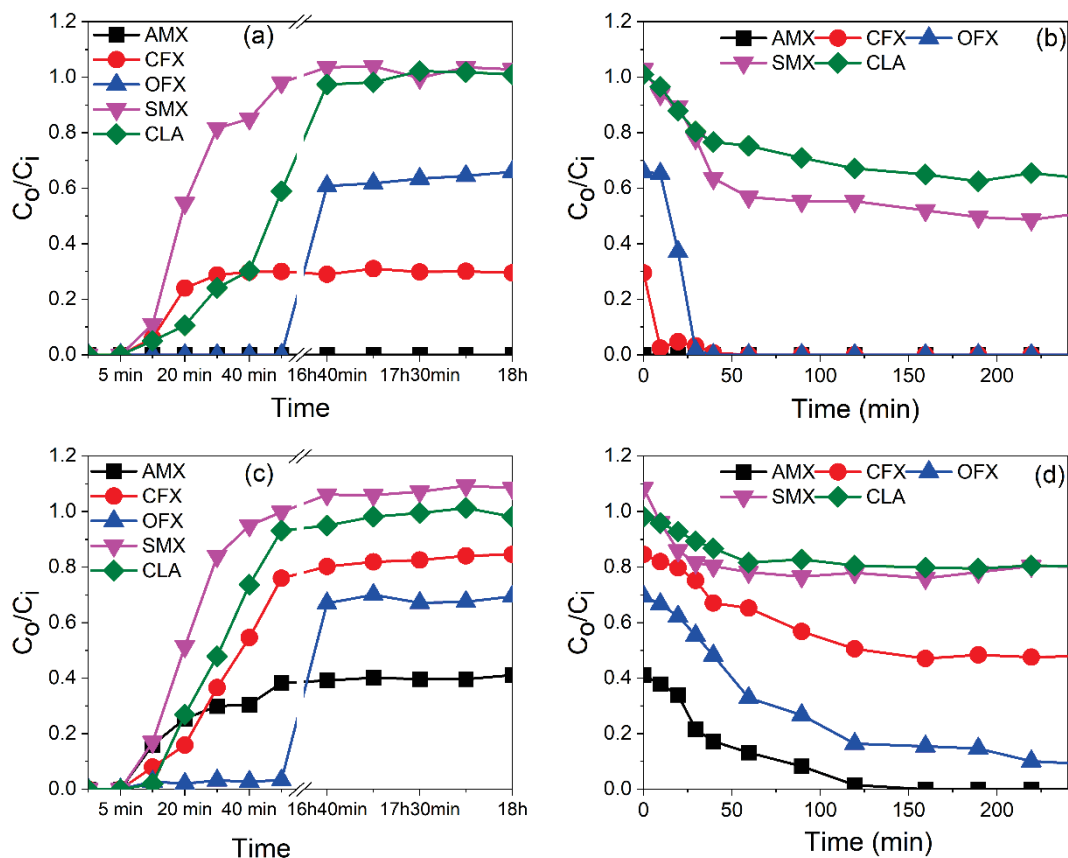 (a)
AMX
CFX
OFX
SMX
CLA
1.2
1.0
0.8
0.6
0.4
0.2
0.0
C₀/Cᵢ
5 min 20 min 40 min 16h40min 17h30min 18h
Time
(b)
AMX CFX OFX
SMX CLA
1.2
1.0
0.8
0.6
0.4
0.2
0.0
C₀/Cᵢ
0 50 100 150 200
Time (min)
(c)
AMX
CFX
OFX
SMX
CLA
1.2
1.0
0.8
0.6
0.4
0.2
0.0
C₀/Cᵢ
5 min 20 min 40 min 16h40min 17h30min 18h
Time
(d)
AMX CFX OFX
SMX CLA
1.2
1.0
0.8
0.6
0.4
0.2
0.0
C₀/Cᵢ
0 50 100 150 200
Time (min)